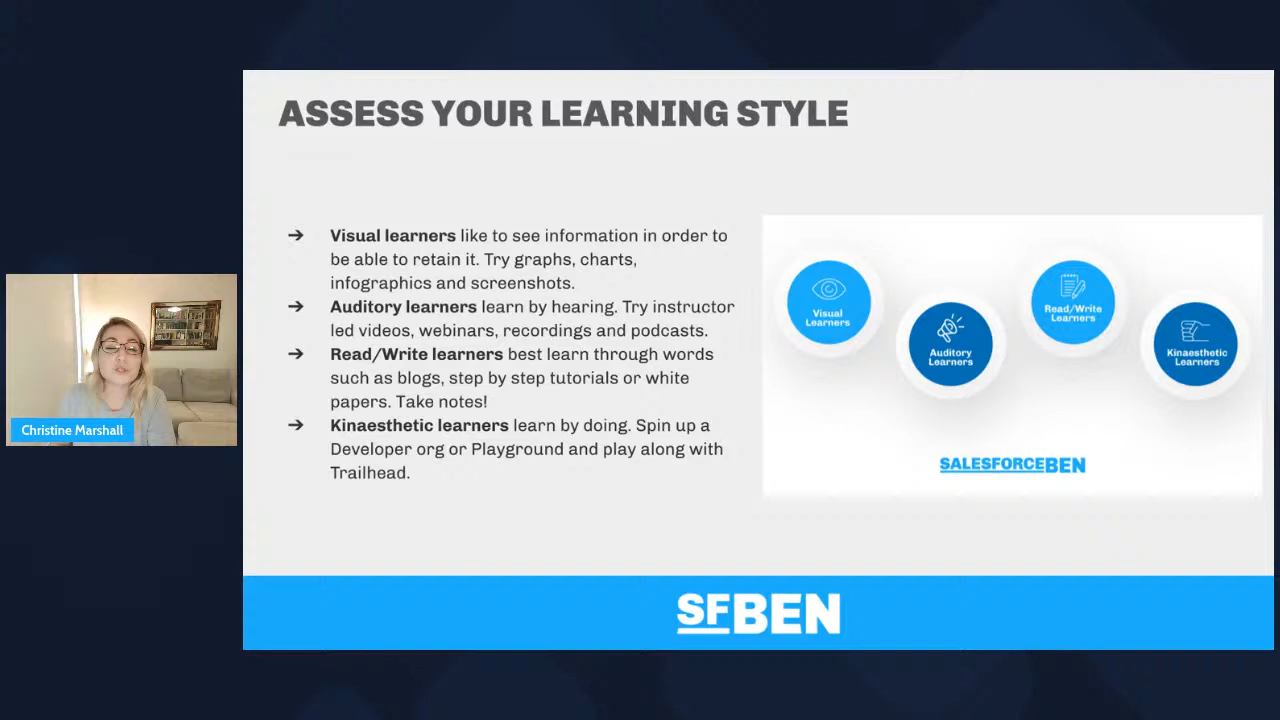 ASSESS YOUR LEARNING STYLE
➔ Visual learners like to see information in order to
be able to retain it. Try graphs, charts,
infographics and screenshots.
➔ Auditory learners learn by hearing. Try instructor
led videos, webinars, recordings and podcasts.
➔ Read/Write learners best learn through words
such as blogs, step by step tutorials or white
papers. Take notes!
➔ Kinaesthetic learners learn by doing. Spin up a
Developer org or Playground and play along with
Trailhead.
Visual
Learners
Auditory
Learners
Read/Write
Learners
Kinaesthetic
Learners
SALESFORCEBEN
Christine Marshall
SFBEN